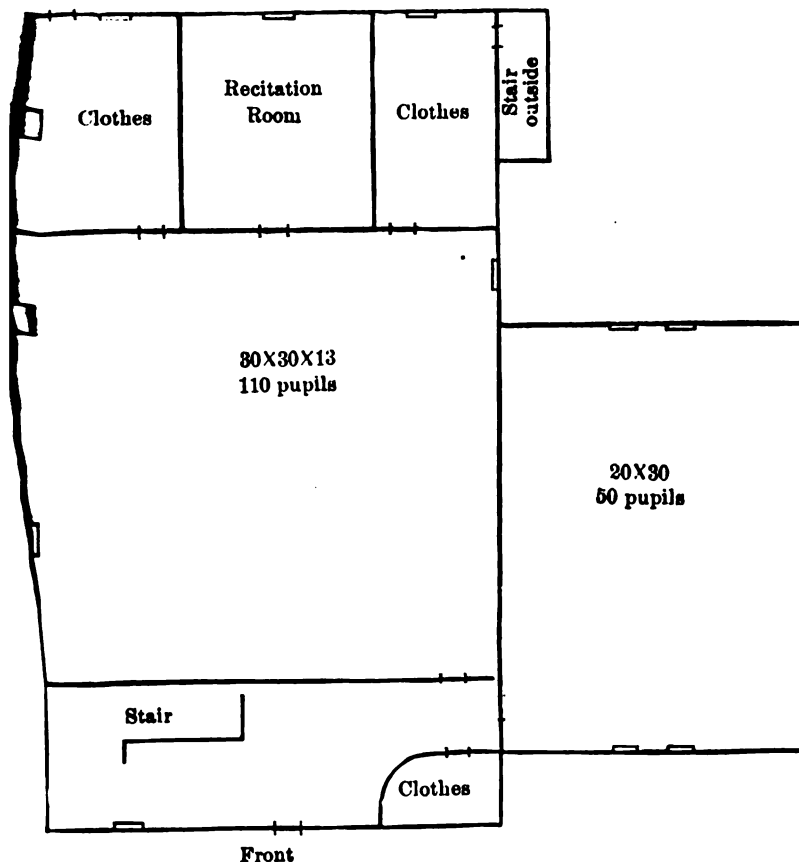 Clothes
Recitation
Room
Clothes
Stair
outside
30X30X13
110 pupils
20X30
50 pupils
Stair
Clothes
Front